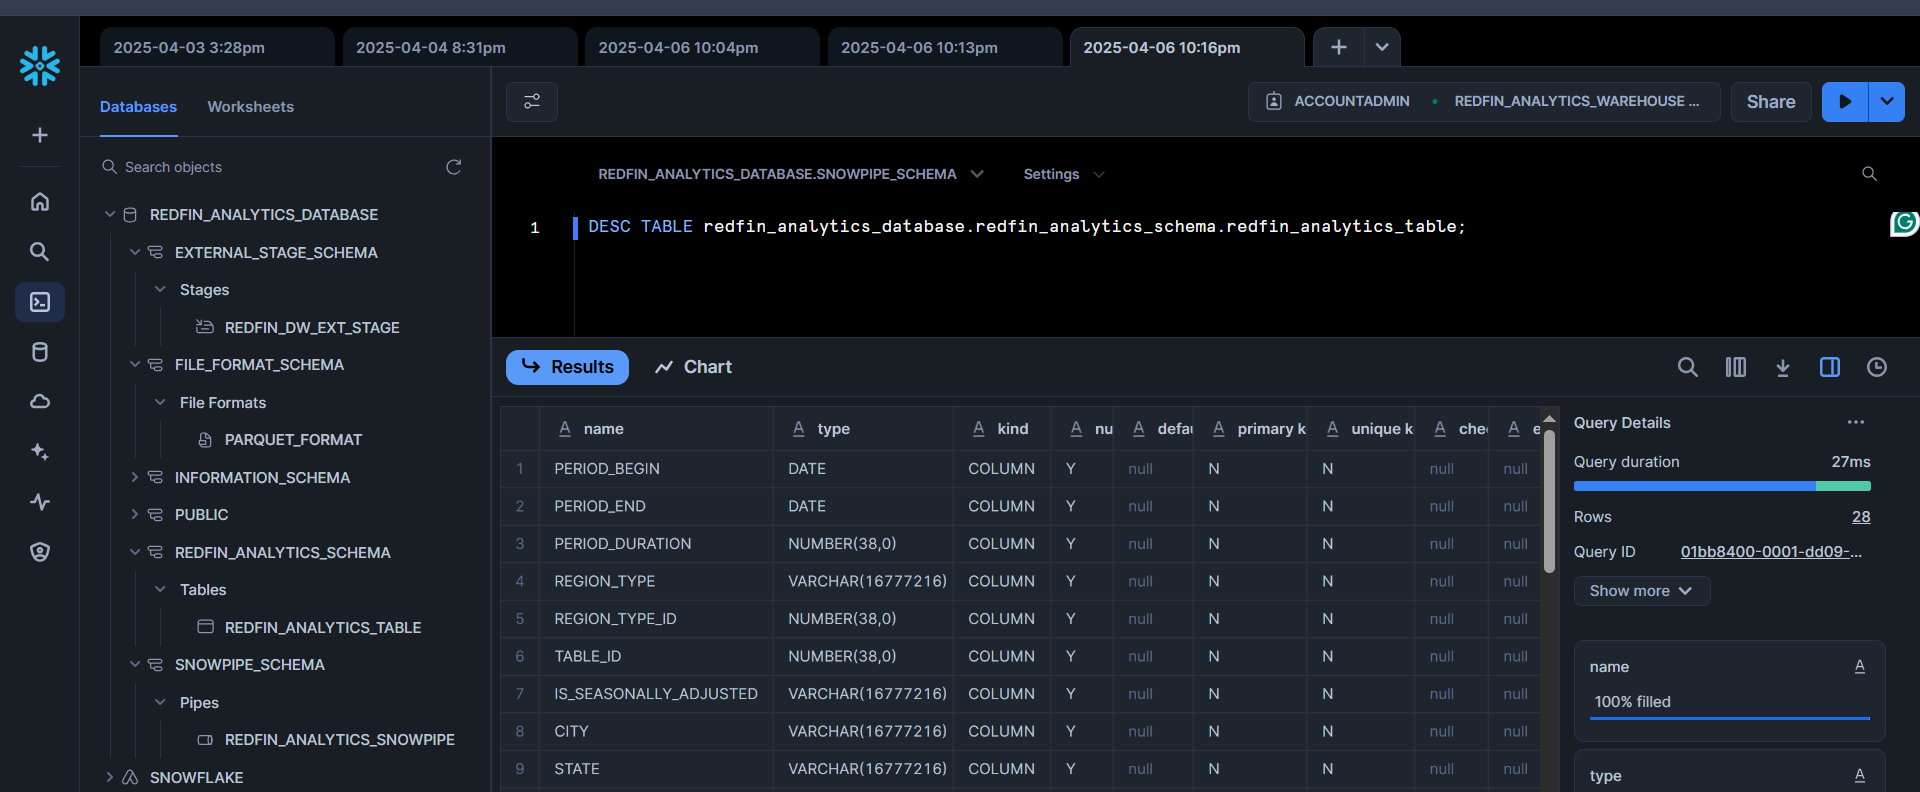 2025-04-03 3:28pm
2025-04-04 8:31pm
2025-04-06 10:04pm
2025-04-06 10:13pm
2025-04-06 10:16pm
Databases
Worksheets
Search objects
REDFIN_ANALYTICS_DATABASE
EXTERNAL_STAGE_SCHEMA
Stages
REDFIN_DW_EXT_STAGE
FILE_FORMAT_SCHEMA
File Formats
PARQUET_FORMAT
INFORMATION_SCHEMA
PUBLIC
REDFIN_ANALYTICS_SCHEMA
Tables
REDFIN_ANALYTICS_TABLE
SNOWPIPE_SCHEMA
Pipes
REDFIN_ANALYTICS_SNOWPIPE
SNOWFLAKE
ACCOUNTADMIN • REDFIN_ANALYTICS_WAREHOUSE ...
Share
REDFIN_ANALYTICS_DATABASE.SNOWPIPE_SCHEMA
Settings
1 DESC TABLE redfin_analytics_database.redfin_analytics_schema.redfin_analytics_table;
Results
Chart
A name A type A kind A nu A defau A primary k A unique k A che A e
1 PERIOD_BEGIN DATE COLUMN Y null N N null null
2 PERIOD_END DATE COLUMN Y null N N null null
3 PERIOD_DURATION NUMBER(38,0) COLUMN Y null N N null null
4 REGION_TYPE VARCHAR(16777216) COLUMN Y null N N null null
5 REGION_TYPE_ID NUMBER(38,0) COLUMN Y null N N null null
6 TABLE_ID NUMBER(38,0) COLUMN Y null N N null null
7 IS_SEASONALLY_ADJUSTED VARCHAR(16777216) COLUMN Y null N N null null
8 CITY VARCHAR(16777216) COLUMN Y null N N null null
9 STATE VARCHAR(16777216) COLUMN Y null N N null null
Query Details ...
Query duration 27ms
Rows 28
Query ID 01bb8400-0001-dd09-...
Show more
name A
100% filled
type A